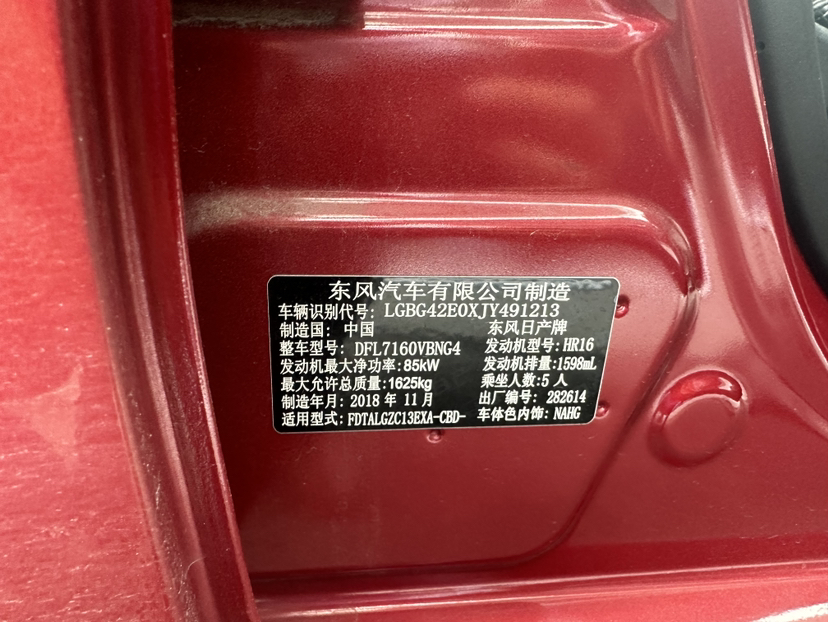 东风汽车有限公司制造
车辆识别代号: LGBG42E0XJY491213
制造国: 中国 东风日产牌
整车型号: DFL7160VBNG4 发动机型号: HR16
发动机最大净功率: 85kW 发动机排量: 1598mL
最大允许总质量: 1625kg 乘坐人数: 5 人
制造年月: 2018 年 11 月 出厂编号: 282614
适用型式: FDTALGZC13EXA-CBD- 车体色内饰: NAHG